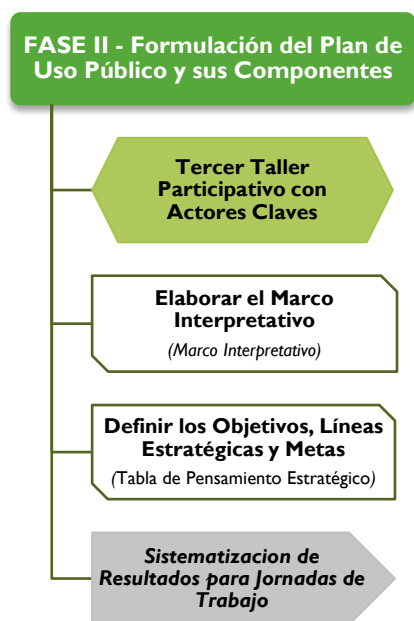 FASE II - Formulación del Plan de
Uso Público y sus Componentes
Tercer Taller
Participativo con
Actores Claves
Elaborar el Marco
Interpretativo
(Marco Interpretativo)
Definir los Objetivos, Líneas
Estratégicas y Metas
(Tabla de Pensamiento Estratégico)
Sistematizacion de
Resultados para Jornadas de
Trabajo